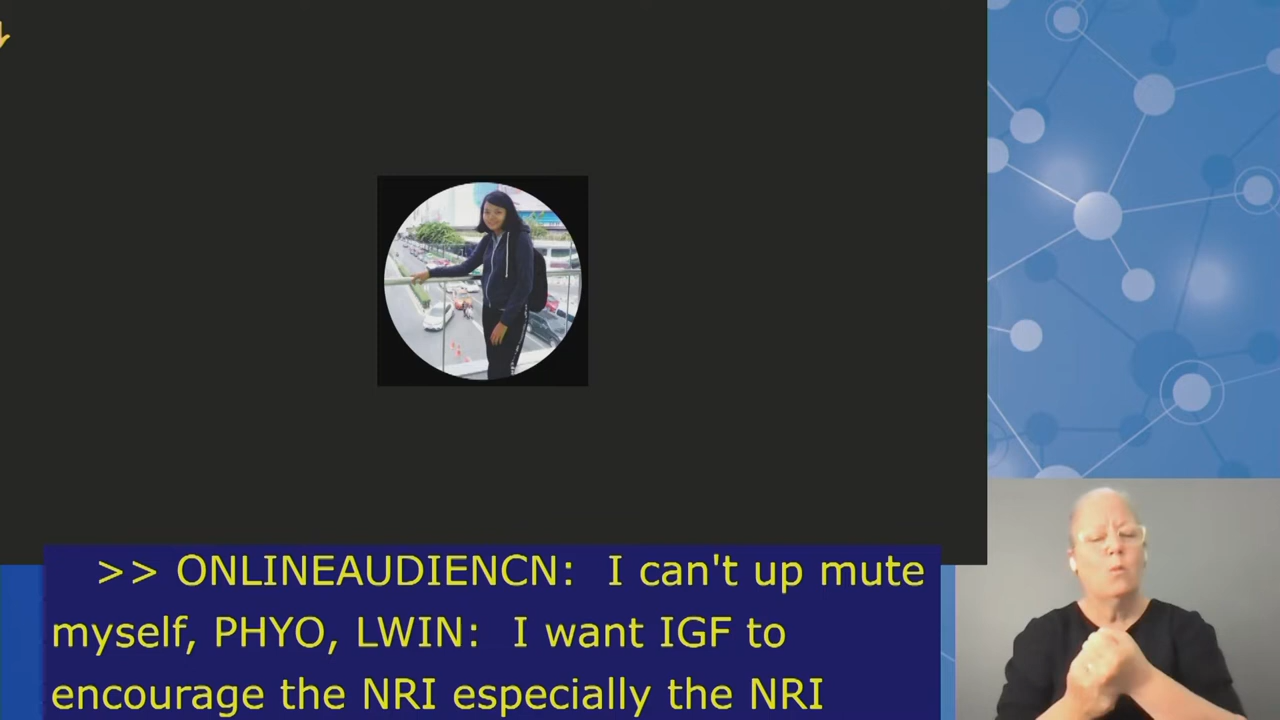 >> ONLINEAUDIENCN: I can't up mute
myself, PHYO, LWIN: I want IGF to
encourage the NRI especially the NRI